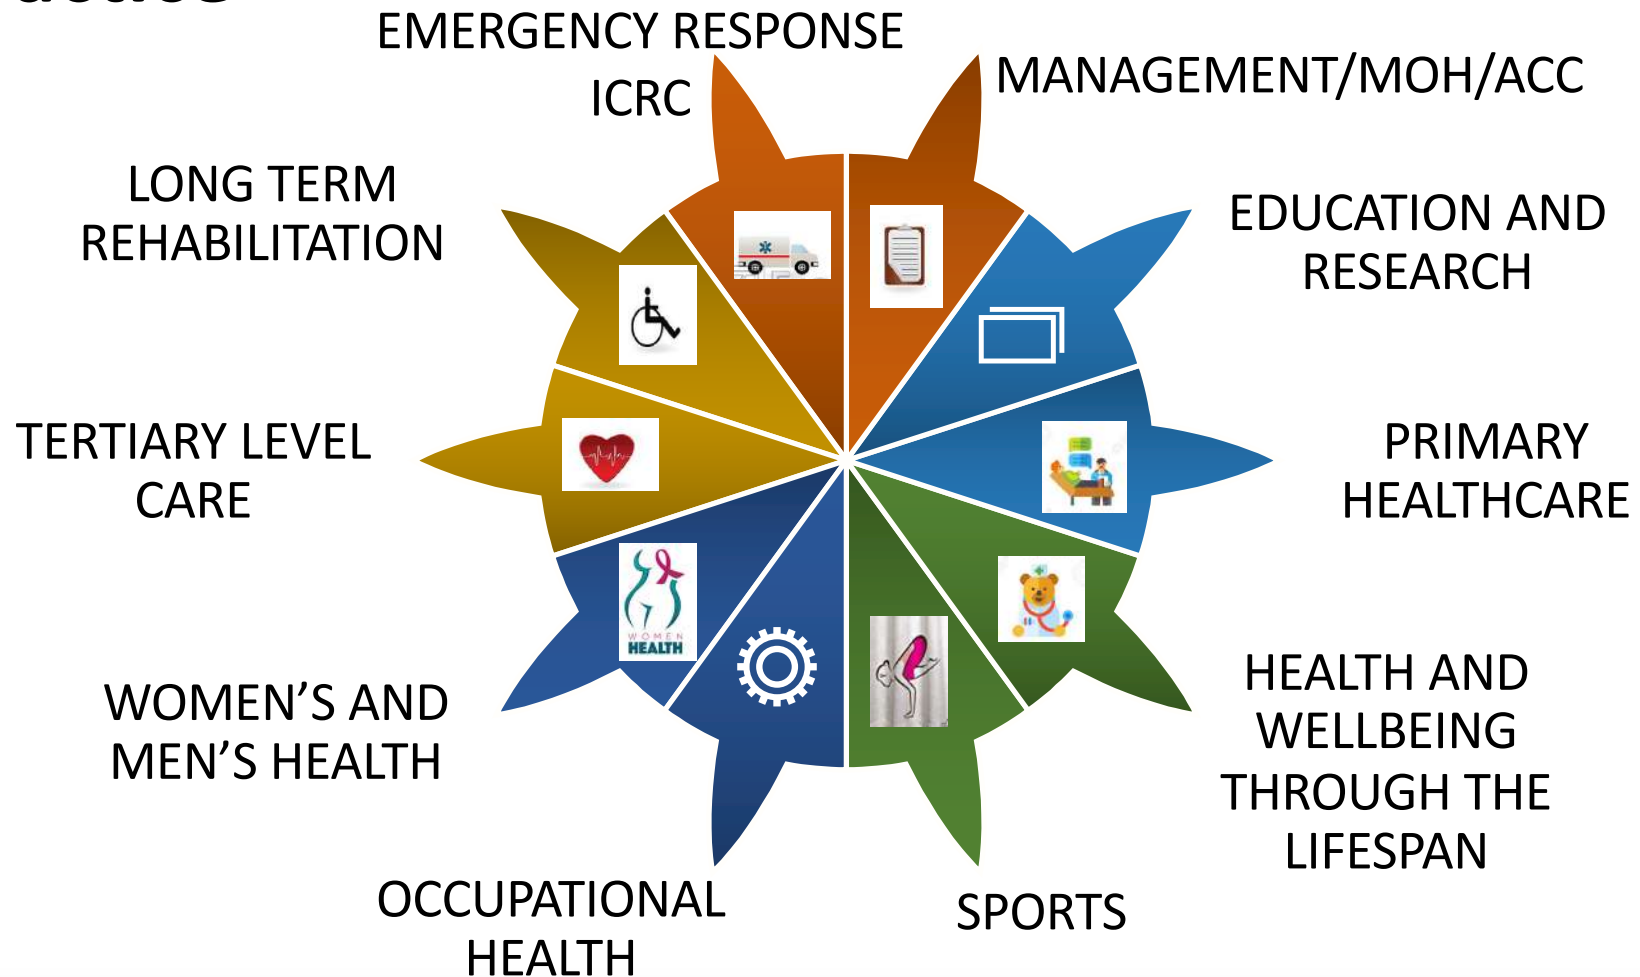 EMERGENCY RESPONSE
ICRC
MANAGEMENT/MOH/ACC
EDUCATION AND
RESEARCH
PRIMARY
HEALTHCARE
HEALTH AND
WELLBEING
THROUGH THE
LIFESPAN
SPORTS
OCCUPATIONAL
HEALTH
WOMEN’S AND
MEN’S HEALTH
WOMEN
HEALTH
TERTIARY LEVEL
CARE
LONG TERM
REHABILITATION